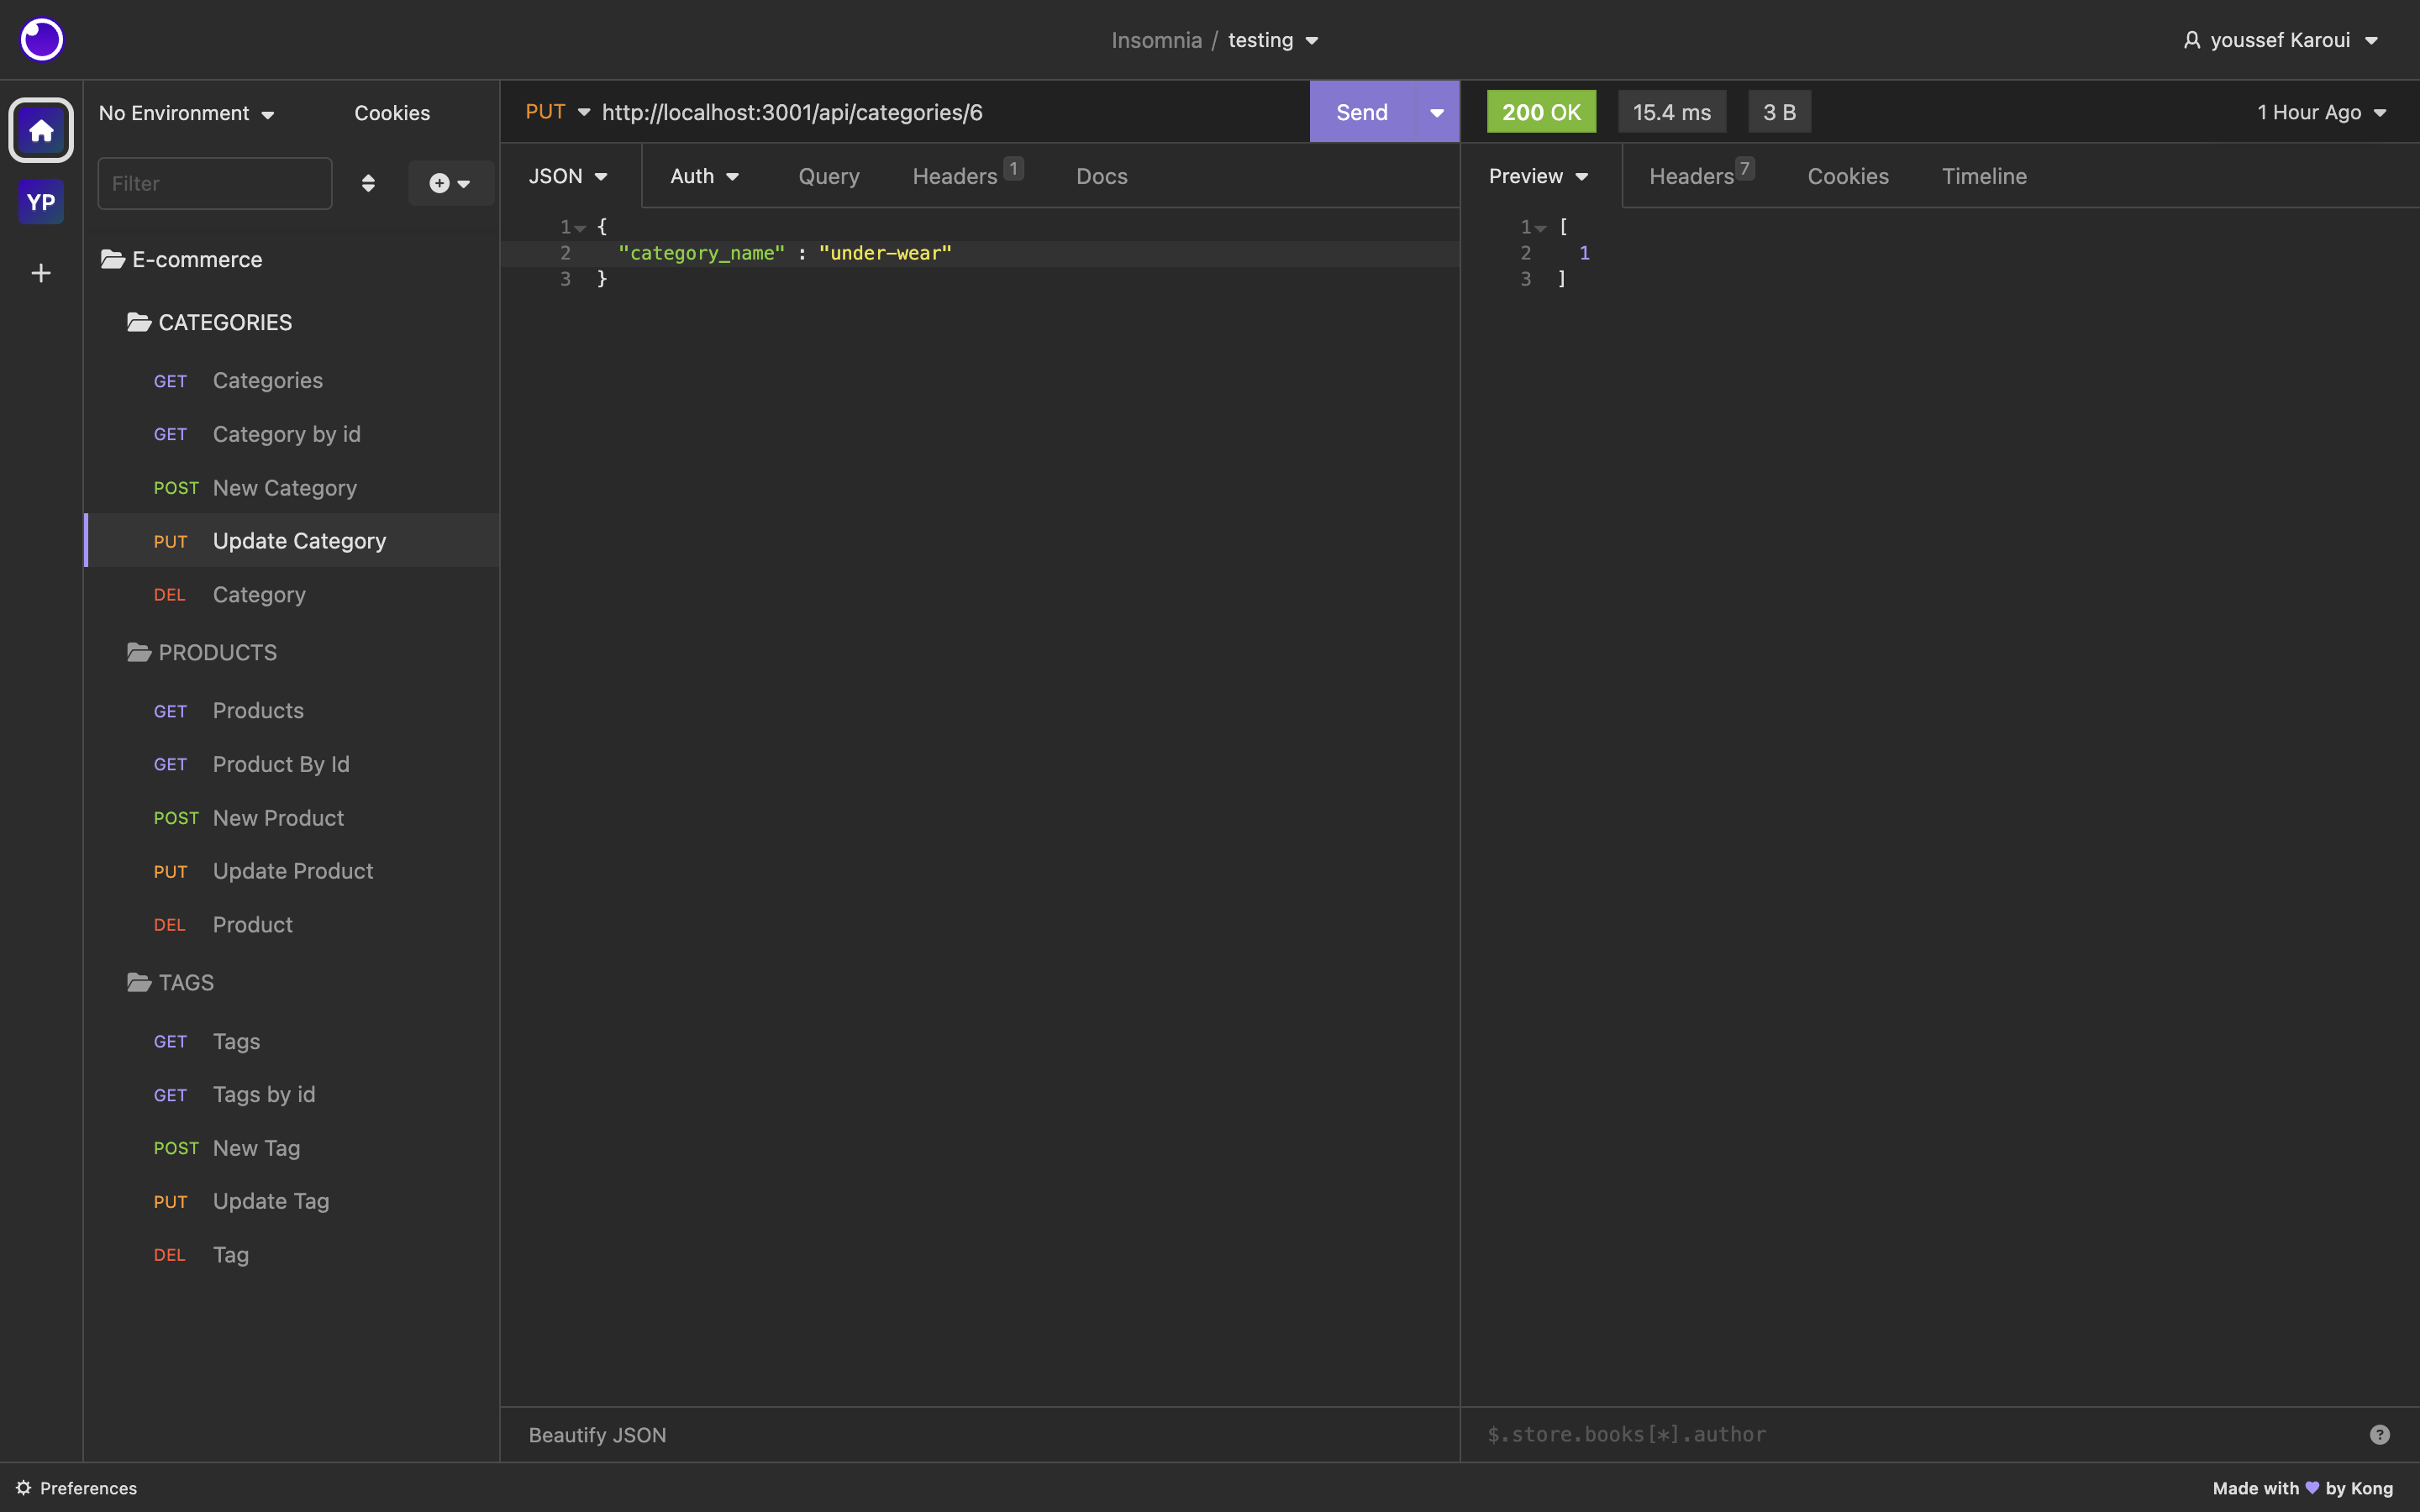 Insomnia / testing
youssef Karoui
YP
No Environment
Cookies
Filter
E-commerce
CATEGORIES
GET Categories
GET Category by id
POST New Category
PUT Update Category
DEL Category
PRODUCTS
GET Products
GET Product By Id
POST New Product
PUT Update Product
DEL Product
TAGS
GET Tags
GET Tags by id
POST New Tag
PUT Update Tag
DEL Tag
PUT http://localhost:3001/api/categories/6
Send
JSON Auth Query Headers 1 Docs
1 {
2 "category_name" : "under-wear"
3 }
Beautify JSON
200 OK 15.4 ms 3 B 1 Hour Ago
Preview Headers 7 Cookies Timeline
1 [
2 1
3 ]
$.store.books[*].author
?
Preferences
Made with 💜 by Kong